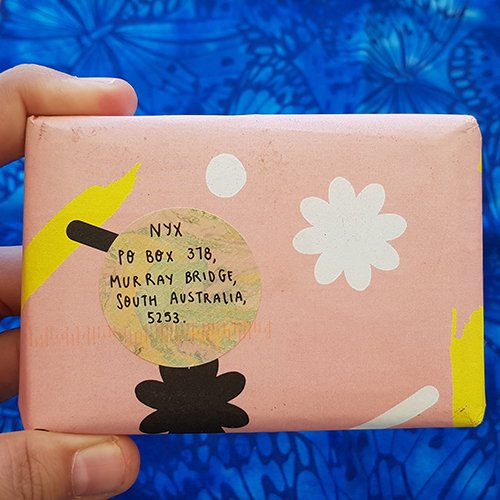 NYX
PO BOX 378,
MURRAY BRIDGE,
SOUTH AUSTRALIA,
5253.